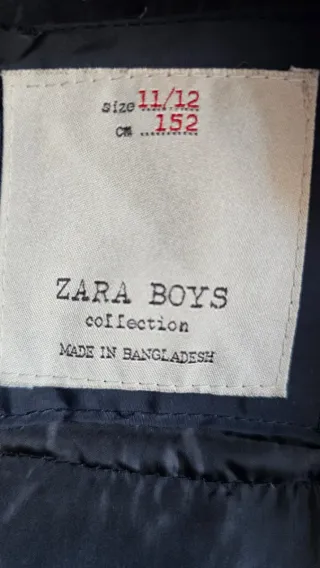 size 11/12
cm ......152
ZARA BOYS
collection
MADE IN BANGLADESH